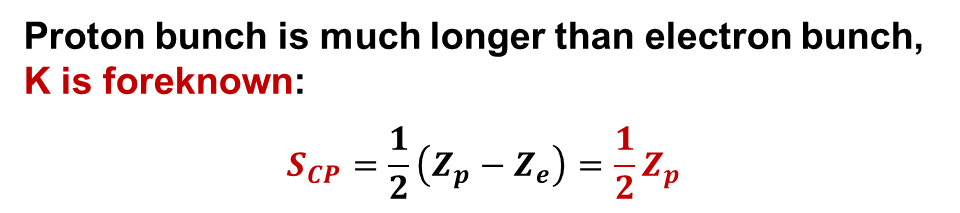 Proton bunch is much longer than electron bunch,
K is foreknown:
S_CP = 1/2 (Z_p − Z_e) = 1/2 Z_p